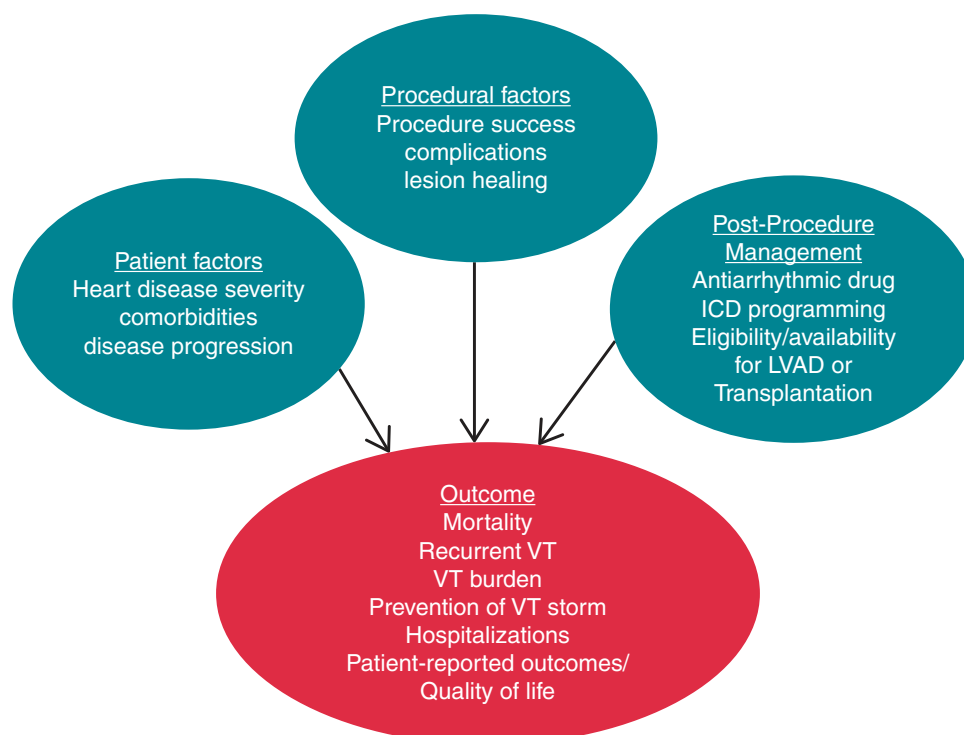 Procedural factors
Procedure success
complications
lesion healing
Patient factors
Heart disease severity
comorbidities
disease progression
Post-Procedure
Management
Antiarrhythmic drug
ICD programming
Eligibility/availability
for LVAD or
Transplantation
Outcome
Mortality
Recurrent VT
VT burden
Prevention of VT storm
Hospitalizations
Patient-reported outcomes/
Quality of life